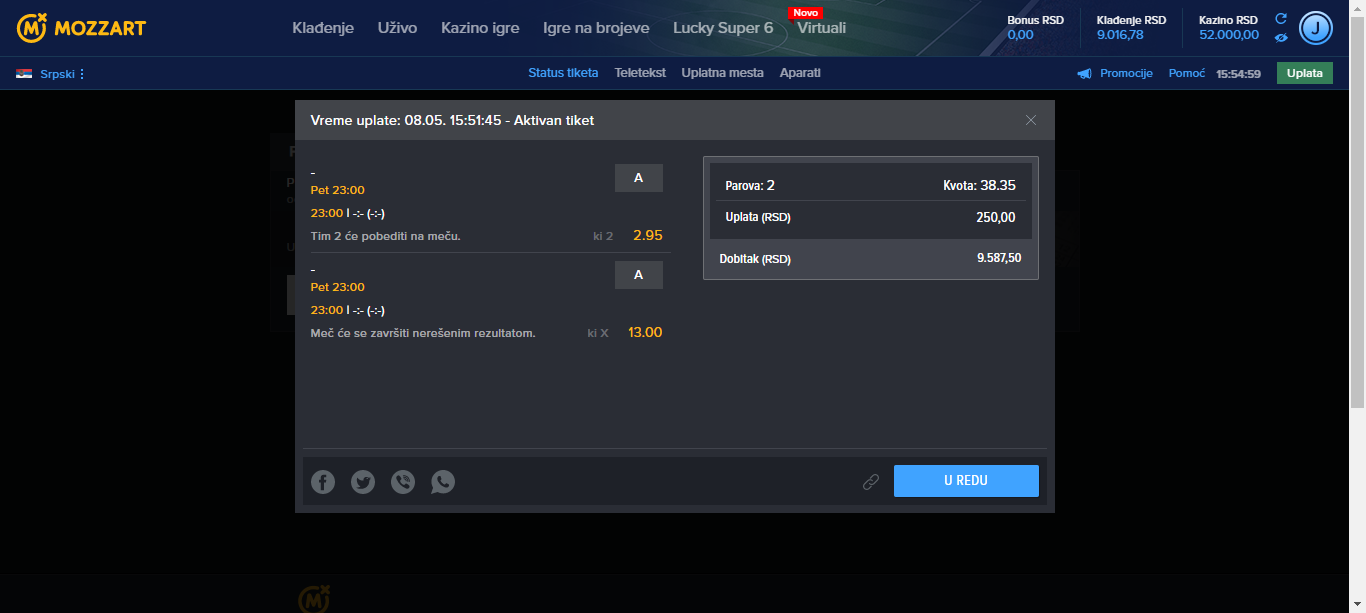 MOZZART
Klađenje Uživo Kazino igre Igre na brojeve Lucky Super 6 Novo Virtuali
Bonus RSD
0,00
Klađenje RSD
9.016,78
Kazino RSD
52.000,00
J
Srpski
Status tiketa Teletekst Uplatna mesta Aparati
Promocije Pomoć 15:54:59 Uplata
Vreme uplate: 08.05. 15:51:45 - Aktivan tiket
-
A
Pet 23:00
23:00 | -:- (-:-)
Tim 2 će pobediti na meču. ki 2 2.95
-
A
Pet 23:00
23:00 | -:- (-:-)
Meč će se završiti nerešenim rezultatom. ki X 13.00
Parova: 2 Kvota: 38.35
Uplata (RSD) 250,00
Dobitak (RSD) 9.587,50
U REDU